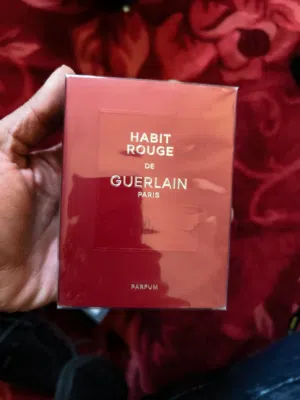 HABIT
ROUGE
DE
GUERLAIN
PARIS
PARFUM